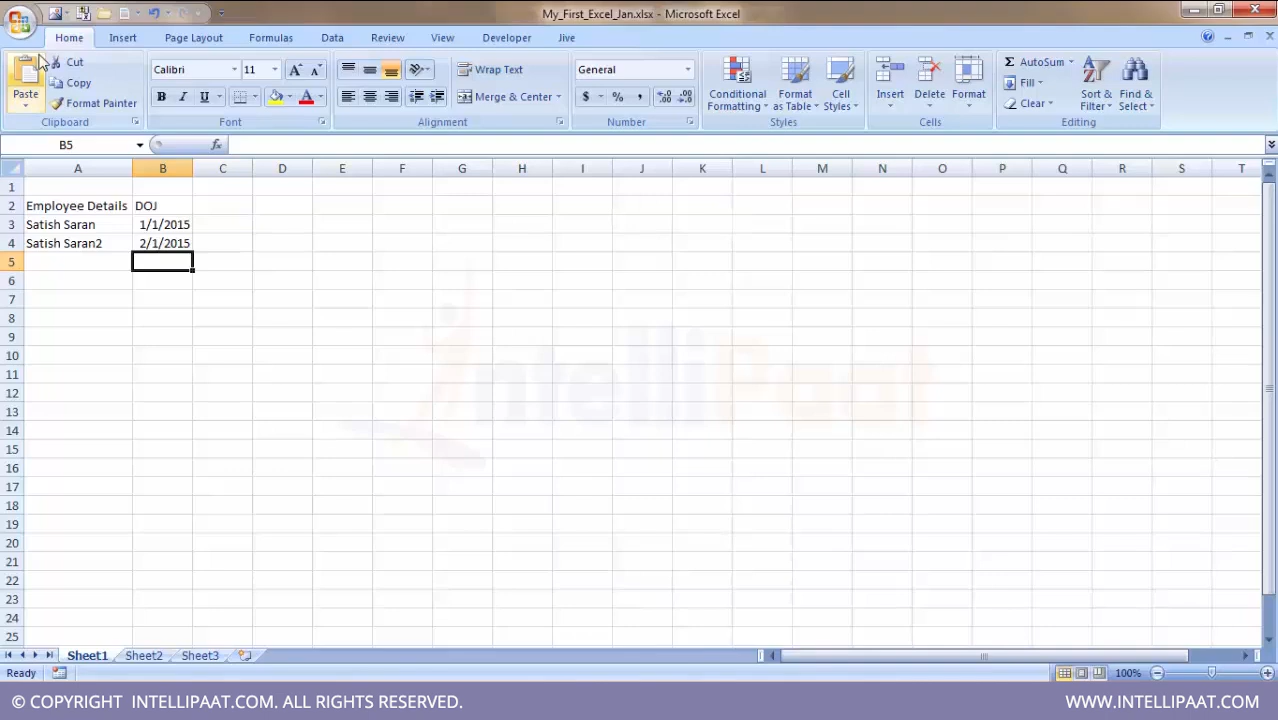 My_First_Excel_Jan.xlsx - Microsoft Excel
Home Insert Page Layout Formulas Data Review View Developer Jive
Paste
Cut
Copy
Format Painter
Clipboard
Calibri 11
B I U A
Font
Wrap Text
Merge & Center
Alignment
General
$ % ,
Number
Conditional Formatting
Format as Table
Cell Styles
Styles
Insert Delete Format
Cells
Σ AutoSum
Fill
Clear
Sort & Filter
Find & Select
Editing
B5 fx
A B C D E F G H I J K L M N O P Q R S T
1
2 Employee Details DOJ
3 Satish Saran 1/1/2015
4 Satish Saran2 2/1/2015
5
6
7
8
9
10
11
12
13
14
15
16
17
18
19
20
21
22
23
24
25
intelliPaat
Sheet1 Sheet2 Sheet3
Ready 100%
© COPYRIGHT INTELLIPAAT.COM. ALL RIGHTS RESERVED. WWW.INTELLIPAAT.COM